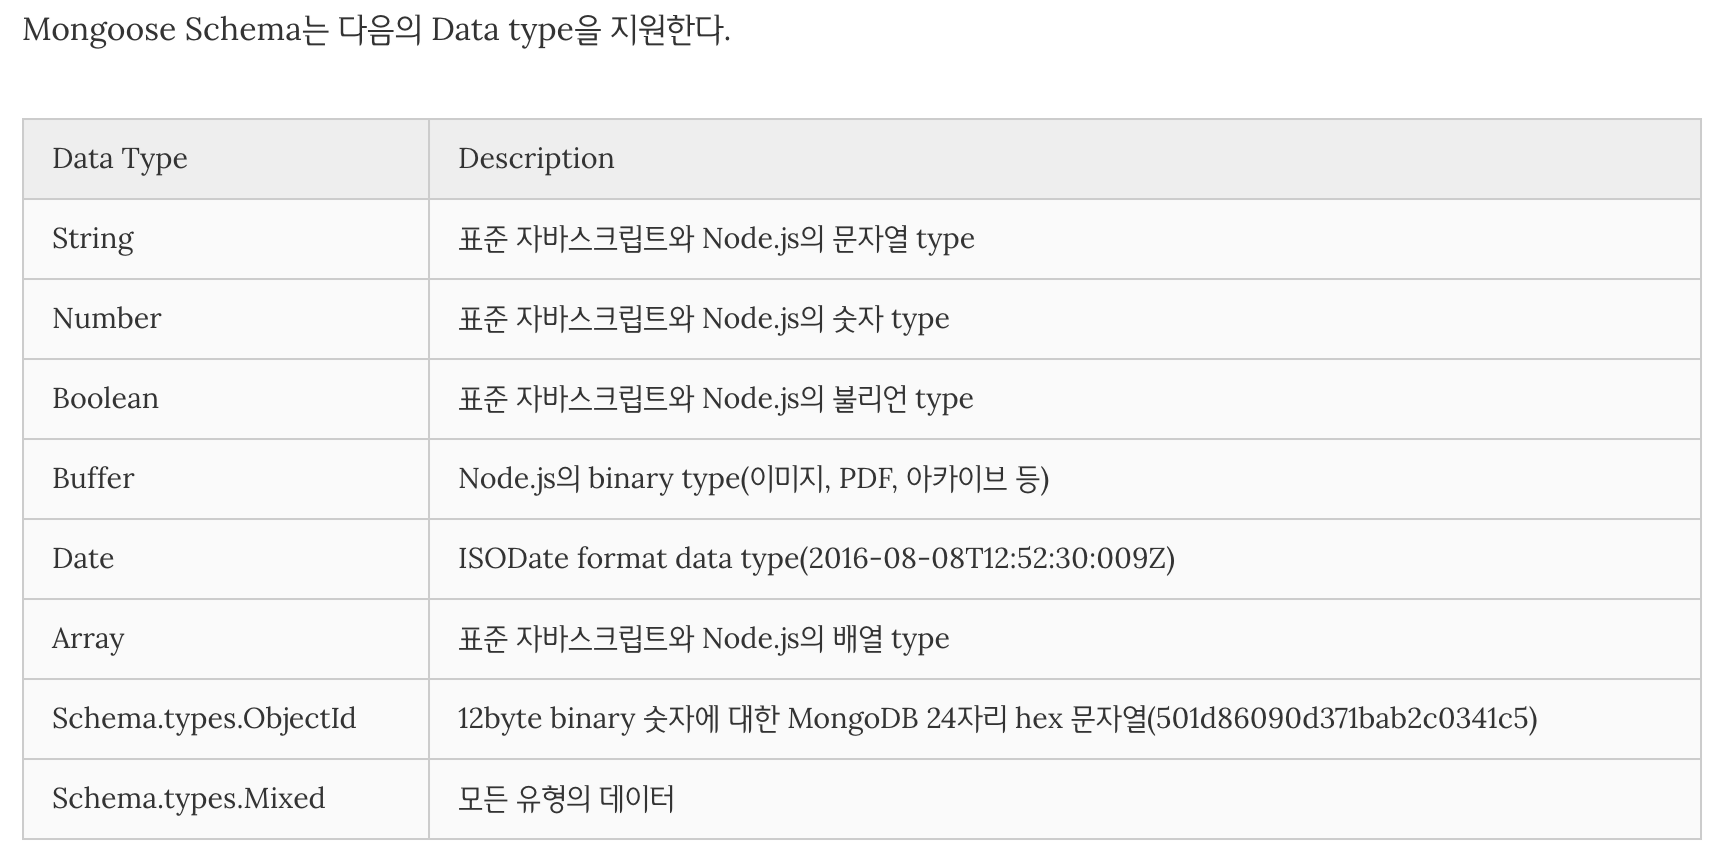 Mongoose Schema는 다음의 Data type을 지원한다.
Data Type Description
String 표준 자바스크립트와 Node.js의 문자열 type
Number 표준 자바스크립트와 Node.js의 숫자 type
Boolean 표준 자바스크립트와 Node.js의 불리언 type
Buffer Node.js의 binary type(이미지, PDF, 아카이브 등)
Date ISODate format data type(2016-08-08T12:52:30:009Z)
Array 표준 자바스크립트와 Node.js의 배열 type
Schema.types.ObjectId 12byte binary 숫자에 대한 MongoDB 24자리 hex 문자열(501d86090d371bab2c0341c5)
Schema.types.Mixed 모든 유형의 데이터